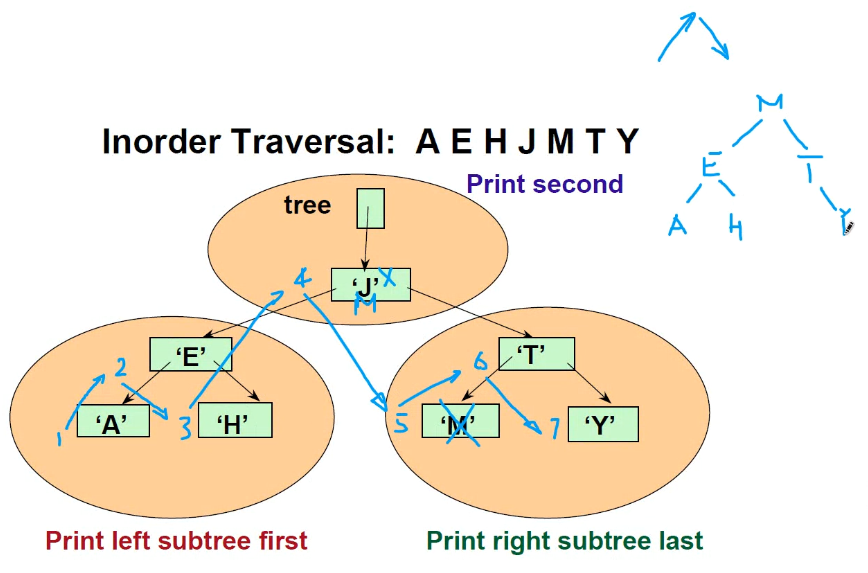 M
Inorder Traversal: A E H J M T Y
E T
Print second
tree
A H Y
4 'J' X
M
'E' 'T'
2 6
'A' 'H' 'M' 'Y'
1 3 5 7
Print left subtree first Print right subtree last